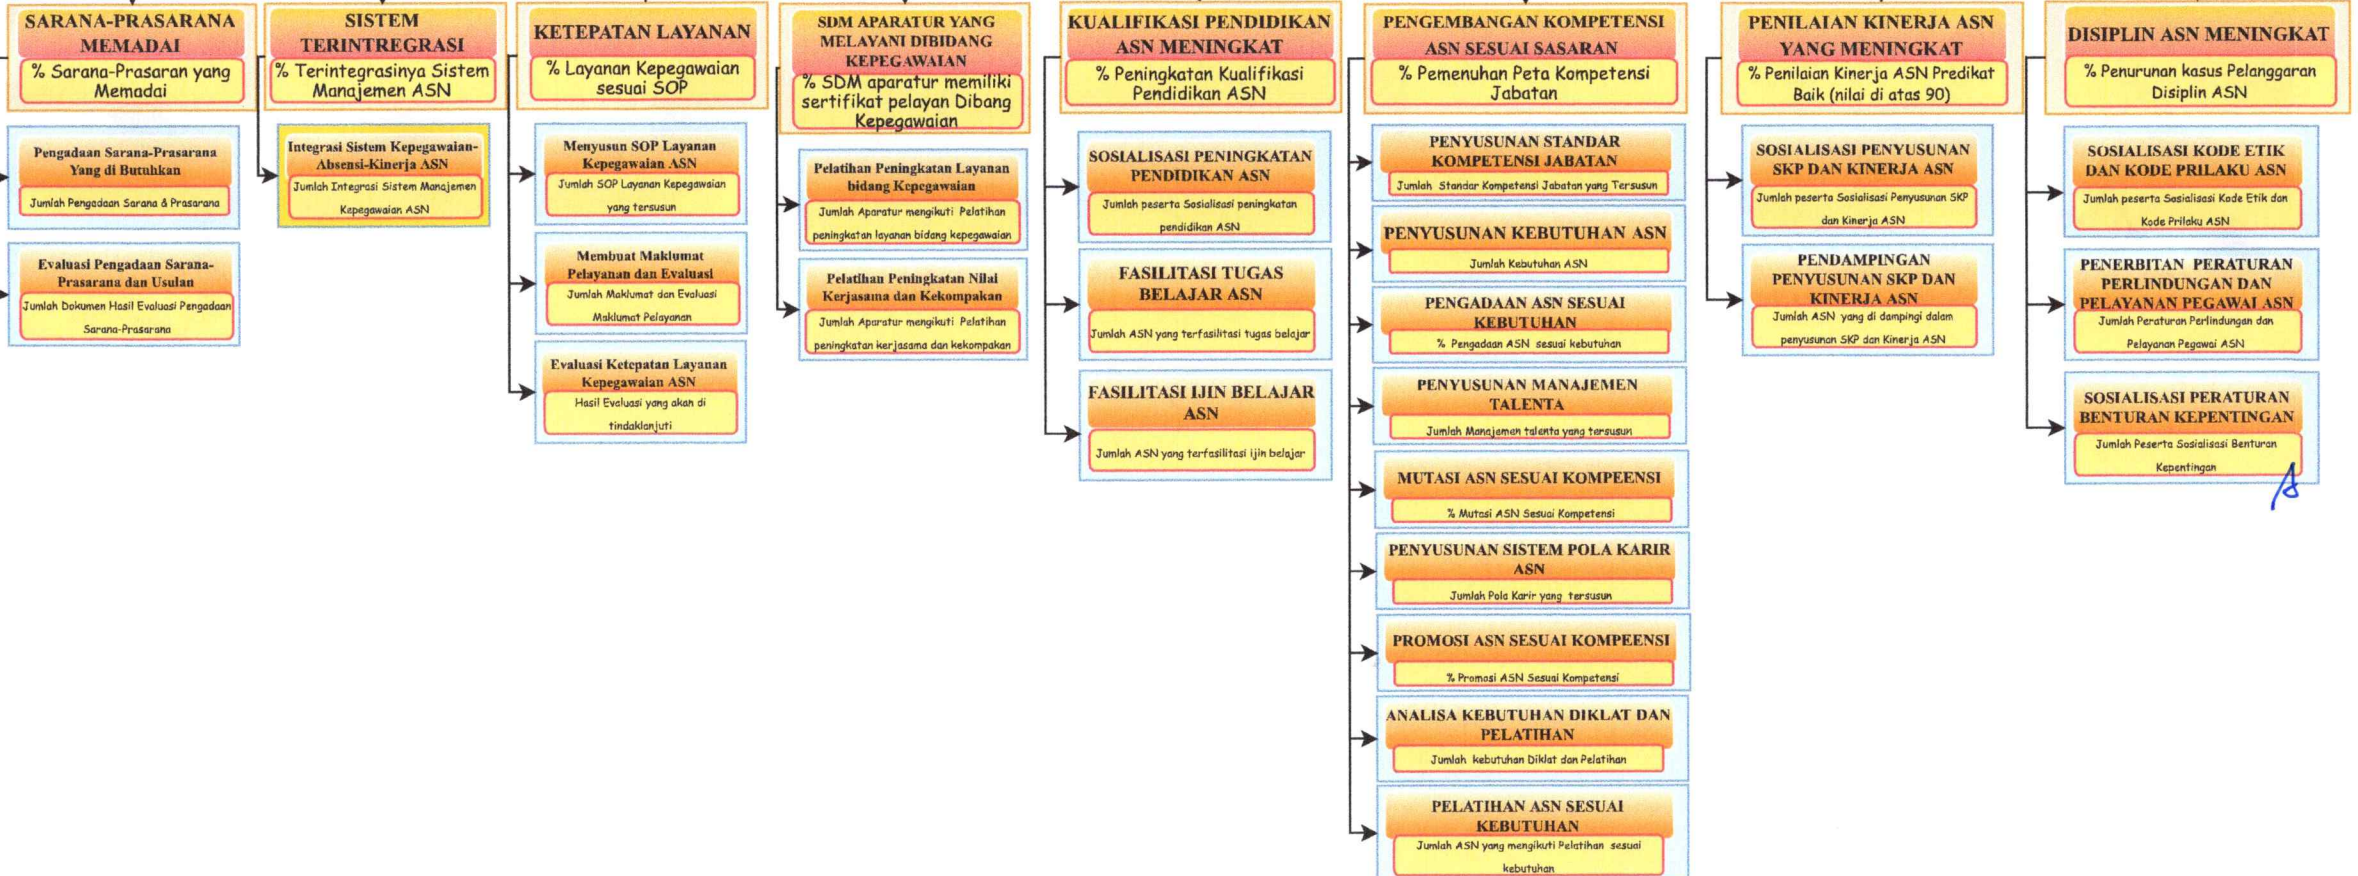 SARANA-PRASARANA
MEMADAI
% Sarana-Prasaran yang
Memadai
Pengadaan Sarana-Prasarana
Yang di Butuhkan
Jumlah Pengadaan Sarana & Prasarana
Evaluasi Pengadaan Sarana-
Prasarana dan Usulan
Jumlah Dokumen Hasil Evaluasi Pengadaan
Sarana-Prasarana
SISTEM
TERINTREGRASI
% Terintegrasinya Sistem
Manajemen ASN
Integrasi Sistem Kepegawaian-
Absensi-Kinerja ASN
Jumlah Integrasi Sistem Manajemen
Kepegawaian ASN
KETEPATAN LAYANAN
% Layanan Kepegawaian
sesuai SOP
Menyusun SOP Layanan
Kepegawaian ASN
Jumlah SOP Layanan Kepegawaian
yang tersusun
Membuat Maklumat
Pelayanan dan Evaluasi
Jumlah Maklumat dan Evaluasi
Maklumat Pelayanan
Evaluasi Ketepatan Layanan
Kepegawaian ASN
Hasil Evaluasi yang akan di
tindaklanjuti
SDM APARATUR YANG
MELAYANI DIBIDANG
KEPEGAWAIAN
% SDM aparatur memiliki
sertifikat pelayan Dibang
Kepegawaian
Pelatihan Peningkatan Layanan
bidang Kepegawaian
Jumlah Aparatur mengikuti Pelatihan
peningkatan layanan bidang kepegawaian
Pelatihan Peningkatan Nilai
Kerjasama dan Kekompakan
Jumlah Aparatur mengikuti Pelatihan
peningkatan kerjasama dan kekompakan
KUALIFIKASI PENDIDIKAN
ASN MENINGKAT
% Peningkatan Kualifikasi
Pendidikan ASN
SOSIALISASI PENINGKATAN
PENDIDIKAN ASN
Jumlah peserta Sosialisasi peningkatan
pendidikan ASN
FASILITASI TUGAS
BELAJAR ASN
Jumlah ASN yang terfasilitasi tugas belajar
FASILITASI IJIN BELAJAR
ASN
Jumlah ASN yang terfasilitasi ijin belajar
PENGEMBANGAN KOMPETENSI
ASN SESUAI SASARAN
% Pemenuhan Peta Kompetensi
Jabatan
PENYUSUNAN STANDAR
KOMPETENSI JABATAN
Jumlah Standar Kompetensi Jabatan yang Tersusun
PENYUSUNAN KEBUTUHAN ASN
Jumlah Kebutuhan ASN
PENGADAAN ASN SESUAI
KEBUTUHAN
% Pengadaan ASN sesuai kebutuhan
PENYUSUNAN MANAJEMEN
TALENTA
Jumlah Manajemen talenta yang tersusun
MUTASI ASN SESUAI KOMPEENSI
% Mutasi ASN Sesuai Kompetensi
PENYUSUNAN SISTEM POLA KARIR
ASN
Jumlah Pola Karir yang tersusun
PROMOSI ASN SESUAI KOMPEENSI
% Promosi ASN Sesuai Kompetensi
ANALISA KEBUTUHAN DIKLAT DAN
PELATIHAN
Jumlah kebutuhan Diklat dan Pelatihan
PELATIHAN ASN SESUAI
KEBUTUHAN
Jumlah ASN yang mengikuti Pelatihan sesuai
kebutuhan
PENILAIAN KINERJA ASN
YANG MENINGKAT
% Penilaian Kinerja ASN Predikat
Baik (nilai di atas 90)
SOSIALISASI PENYUSUNAN
SKP DAN KINERJA ASN
Jumlah peserta Sosialisasi Penyusunan SKP
dan Kinerja ASN
PENDAMPINGAN
PENYUSUNAN SKP DAN
KINERJA ASN
Jumlah ASN yang di dampingi dalam
penyusunan SKP dan Kinerja ASN
DISIPLIN ASN MENINGKAT
% Penurunan kasus Pelanggaran
Disiplin ASN
SOSIALISASI KODE ETIK
DAN KODE PRILAKU ASN
Jumlah peserta Sosialisasi Kode Etik dan
Kode Prilaku ASN
PENERBITAN PERATURAN
PERLINDUNGAN DAN
PELAYANAN PEGAWAI ASN
Jumlah Peraturan Perlindungan dan
Pelayanan Pegawai ASN
SOSIALISASI PERATURAN
BENTURAN KEPENTINGAN
Jumlah Peserta Sosialisasi Benturan
Kepentingan